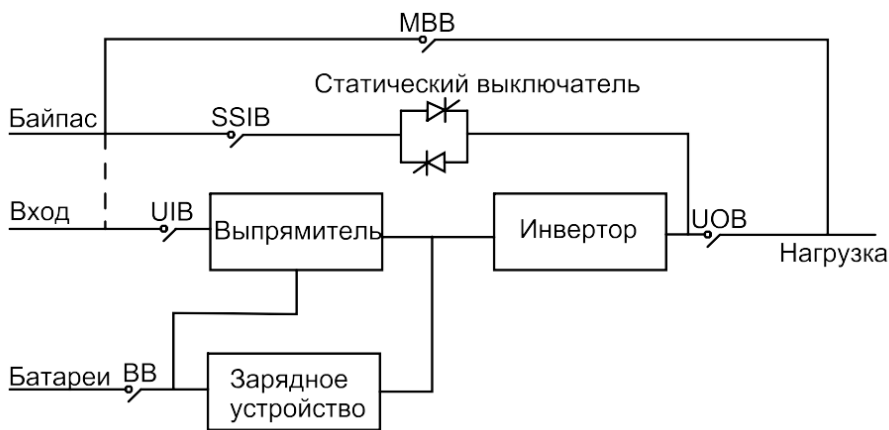 MBB
Статический выключатель
Байпас
SSIB
Вход
UIB
Выпрямитель
Инвертор
UOB
Нагрузка
Батареи
BB
Зарядное
устройство